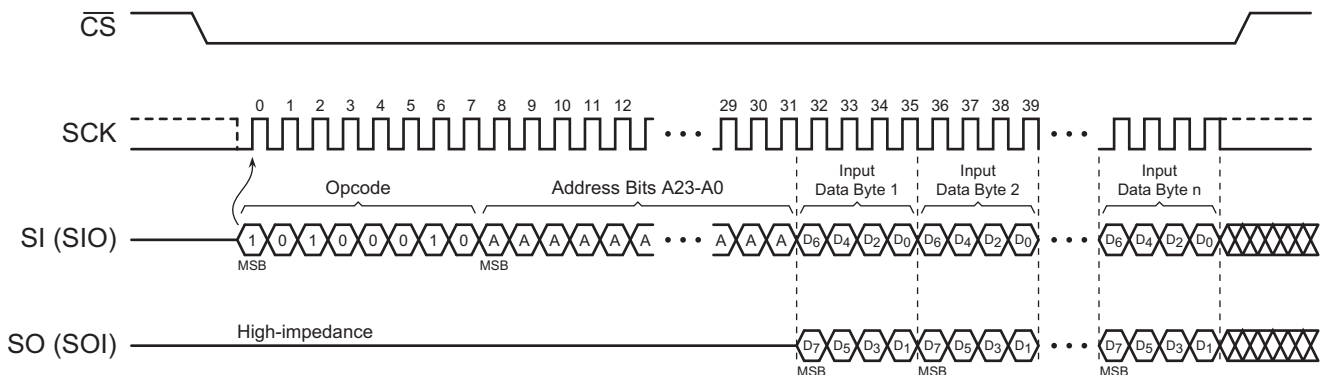 CS
0 1 2 3 4 5 6 7 8 9 10 11 12 29 30 31 32 33 34 35 36 37 38 39
SCK
Opcode
Address Bits A23-A0
Input
Data Byte 1
Input
Data Byte 2
Input
Data Byte n
SI (SIO)
1 0 1 0 0 0 1 0 A A A A A A A A A D6 D4 D2 D0 D6 D4 D2 D0 D6 D4 D2 D0
MSB MSB
High-impedance
SO (SOI)
D7 D5 D3 D1 D7 D5 D3 D1 D7 D5 D3 D1
MSB MSB MSB